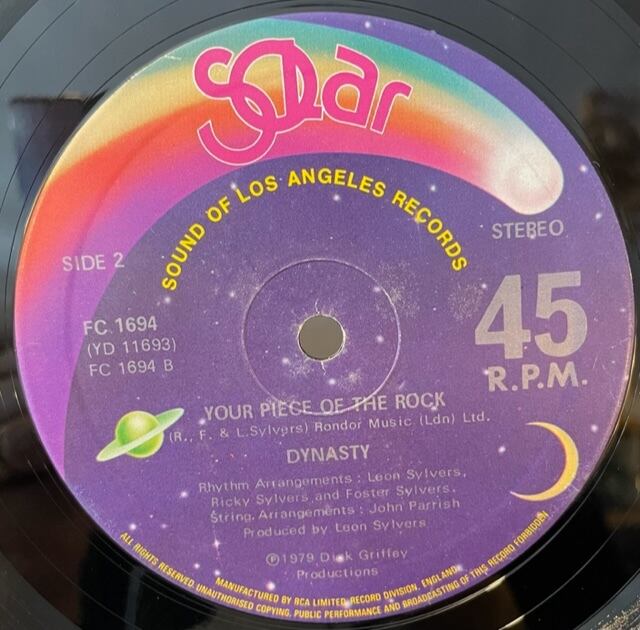 SOLAR
SOUND OF LOS ANGELES RECORDS
STEREO
SIDE 2
45
R.P.M.
FC 1694
(YD 11693)
FC 1694 B
YOUR PIECE OF THE ROCK
(R., F. & L.Sylvers) Rondor Music (Ldn) Ltd.
DYNASTY
Rhythm Arrangements : Leon Sylvers,
Ricky Sylvers and Foster Sylvers.
String Arrangements : John Parrish
Produced by Leon Sylvers
℗1979 Dick Griffey
Productions
MANUFACTURED BY RCA LIMITED, RECORD DIVISION, ENGLAND.
ALL RIGHTS RESERVED. UNAUTHORISED COPYING, PUBLIC PERFORMANCE AND BROADCASTING OF THIS RECORD FORBIDDEN